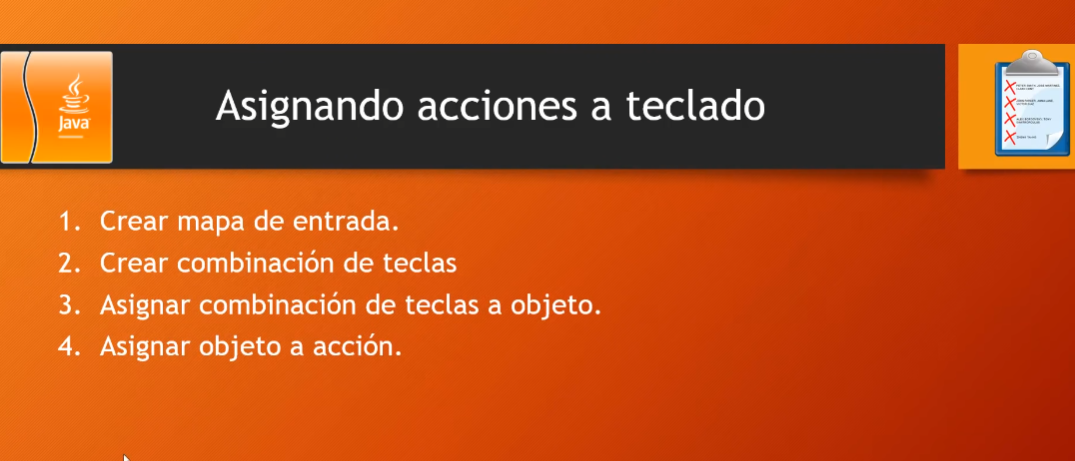 Java
Asignando acciones a teclado
1. Crear mapa de entrada.
2. Crear combinación de teclas
3. Asignar combinación de teclas a objeto.
4. Asignar objeto a acción.